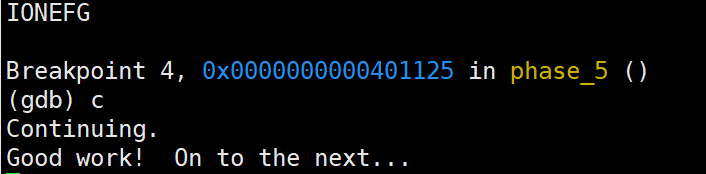 IONEFG
Breakpoint 4, 0x0000000000401125 in phase_5 ()
(gdb) c
Continuing.
Good work!  On to the next...